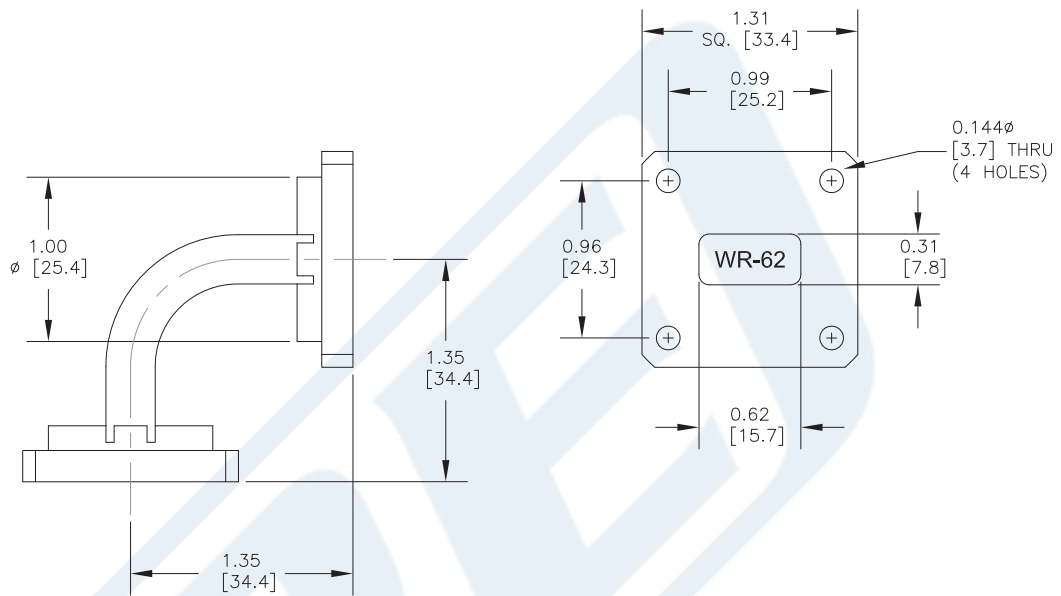 1.31
SQ. [33.4]
0.99
[25.2]
0.144ø
[3.7] THRU
(4 HOLES)
1.00
ø [25.4]
0.96
[24.3]
WR-62
0.31
[7.8]
1.35
[34.4]
0.62
[15.7]
1.35
[34.4]